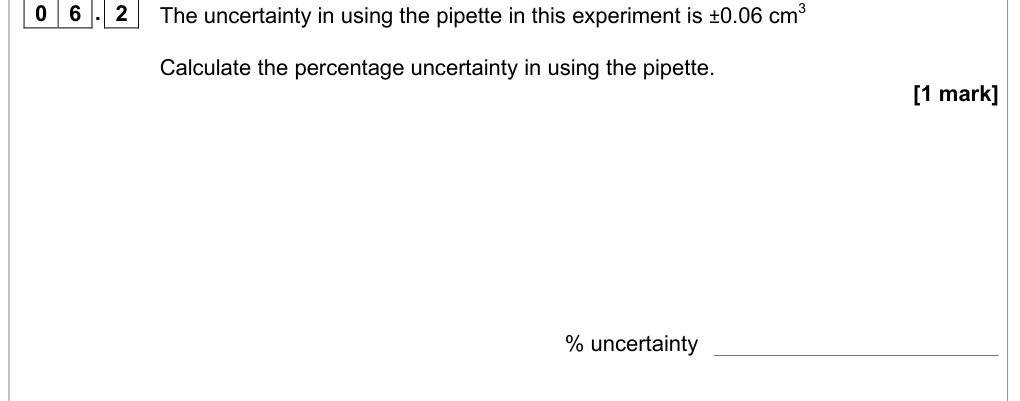 0 6 . 2 The uncertainty in using the pipette in this experiment is ±0.06 cm³
Calculate the percentage uncertainty in using the pipette.
[1 mark]
% uncertainty